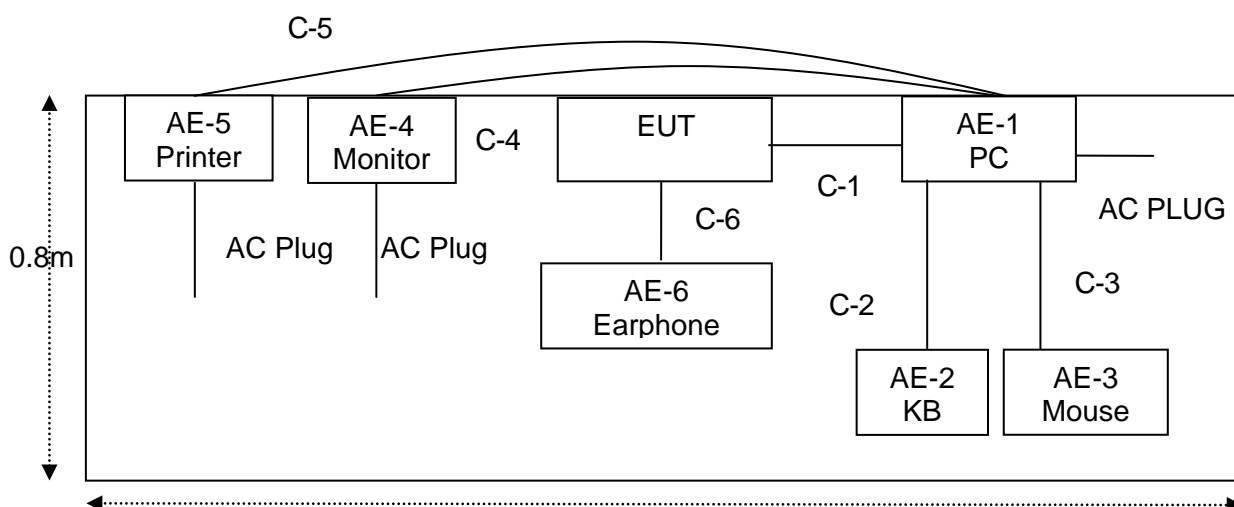 C-5
AE-5
Printer
AE-4
Monitor
C-4
EUT
AE-1
PC
C-1
AC PLUG
C-6
AC Plug
AC Plug
0.8m
AE-6
Earphone
C-2
C-3
AE-2
KB
AE-3
Mouse